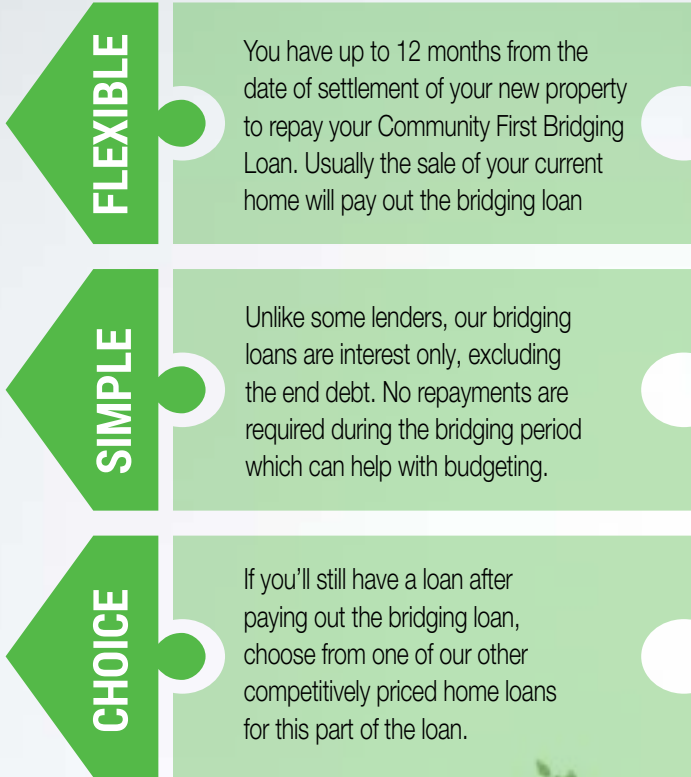 FLEXIBLE
You have up to 12 months from the
date of settlement of your new property
to repay your Community First Bridging
Loan. Usually the sale of your current
home will pay out the bridging loan
SIMPLE
Unlike some lenders, our bridging
loans are interest only, excluding
the end debt. No repayments are
required during the bridging period
which can help with budgeting.
CHOICE
If you’ll still have a loan after
paying out the bridging loan,
choose from one of our other
competitively priced home loans
for this part of the loan.